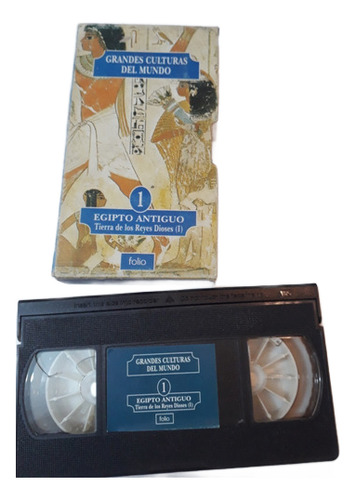 GRANDES CULTURAS
DEL MUNDO
1
EGIPTO ANTIGUO
Tierra de los Reyes Dioses (I)
folio
GRANDES CULTURAS
DEL MUNDO
1
EGIPTO ANTIGUO
Tierra de los Reyes Dioses (I)
folio